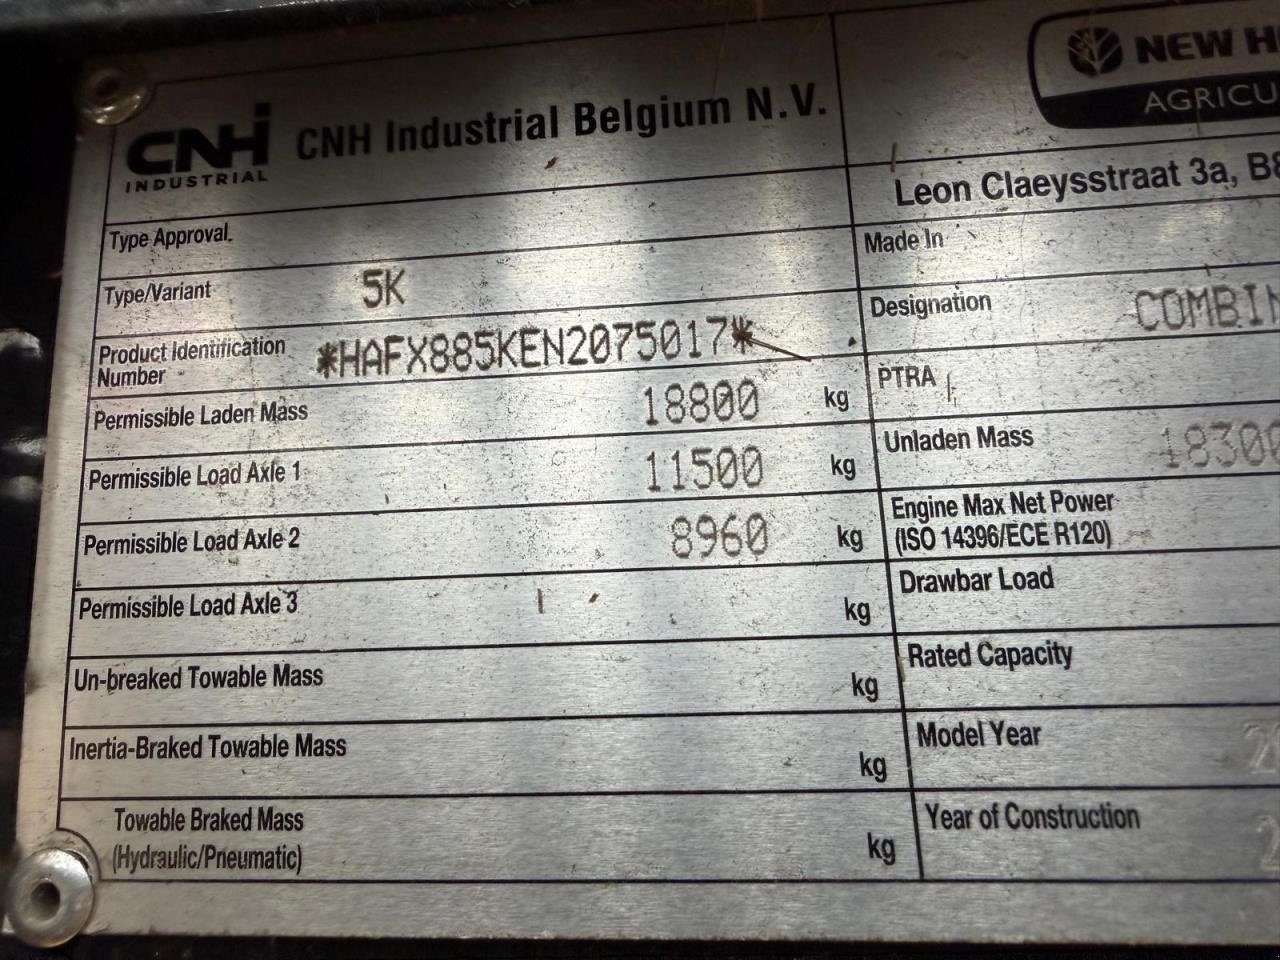 CNH INDUSTRIAL
CNH Industrial Belgium N.V.
NEW H
AGRICU
Leon Claeysstraat 3a, B8
Type Approval
Made In
Type/Variant 5K
Designation COMBIN
Product Identification Number *HAFX885KEN2075017*
PTRA
Permissible Laden Mass 18800 kg
Unladen Mass 18300
Permissible Load Axle 1 11500 kg
Engine Max Net Power
(ISO 14396/ECE R120)
Permissible Load Axle 2 8960 kg
Drawbar Load
Permissible Load Axle 3 kg
Rated Capacity
Un-breaked Towable Mass kg
Model Year 2
Inertia-Braked Towable Mass kg
Year of Construction 2
Towable Braked Mass
(Hydraulic/Pneumatic) kg